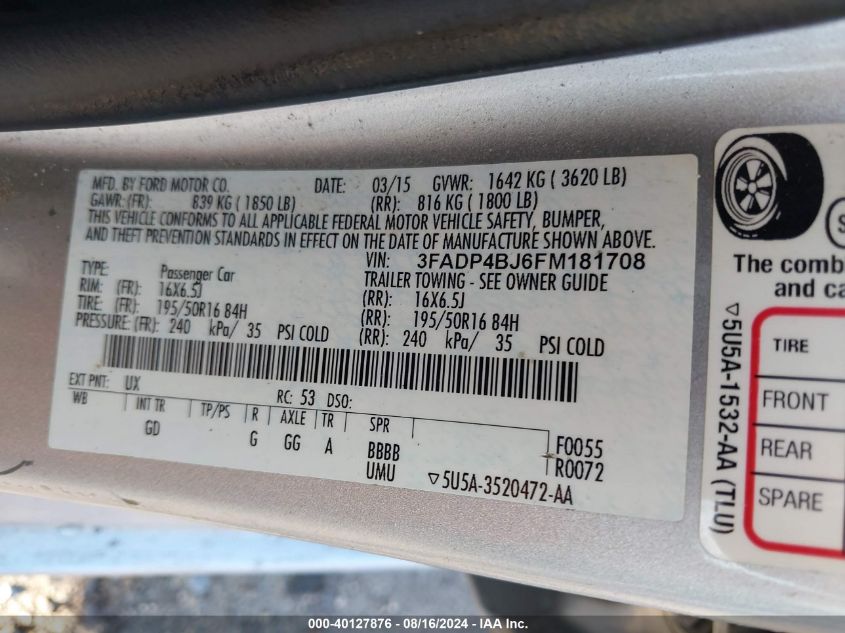 MFD. BY FORD MOTOR CO. DATE: 03/15 GVWR: 1642 KG ( 3620 LB)
GAWR: (FR): 839 KG ( 1850 LB) (RR): 816 KG ( 1800 LB)
THIS VEHICLE CONFORMS TO ALL APPLICABLE FEDERAL MOTOR VEHICLE SAFETY, BUMPER,
AND THEFT PREVENTION STANDARDS IN EFFECT ON THE DATE OF MANUFACTURE SHOWN ABOVE.
VIN: 3FADP4BJ6FM181708
TYPE: Passenger Car TRAILER TOWING - SEE OWNER GUIDE
RIM: (FR): 16X6.5J (RR): 16X6.5J
TIRE: (FR): 195/50R16 84H (RR): 195/50R16 84H
PRESSURE: (FR): 240 kPa/ 35 PSI COLD (RR): 240 kPa/ 35 PSI COLD
EXT PNT: UX RC: 53 DSO:
WB INT TR TP/PS R AXLE TR SPR
GD G GG A BBBB F0055
UMU R0072
▽5U5A-3520472-AA
The comb
and ca
▽5U5A-1532-AA (TLU)
TIRE
FRONT
REAR
SPARE
000-40127876 - 08/16/2024 - IAAI.com